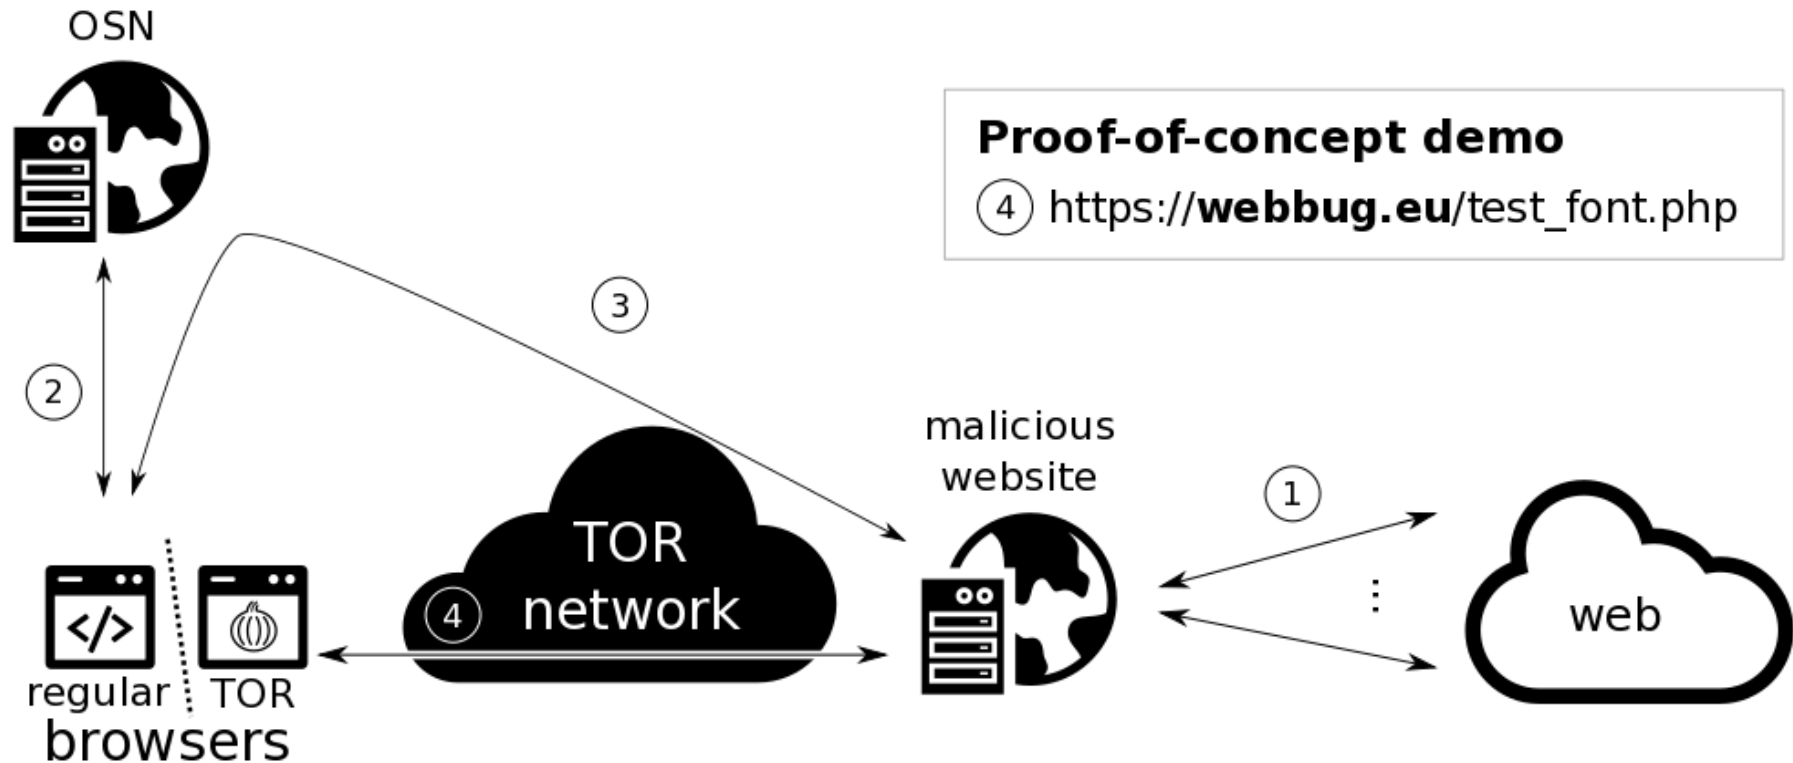 OSN
Proof-of-concept demo
4 https://webbug.eu/test_font.php
3
2
malicious
website
1
TOR
network
4
web
</>
regular TOR
browsers